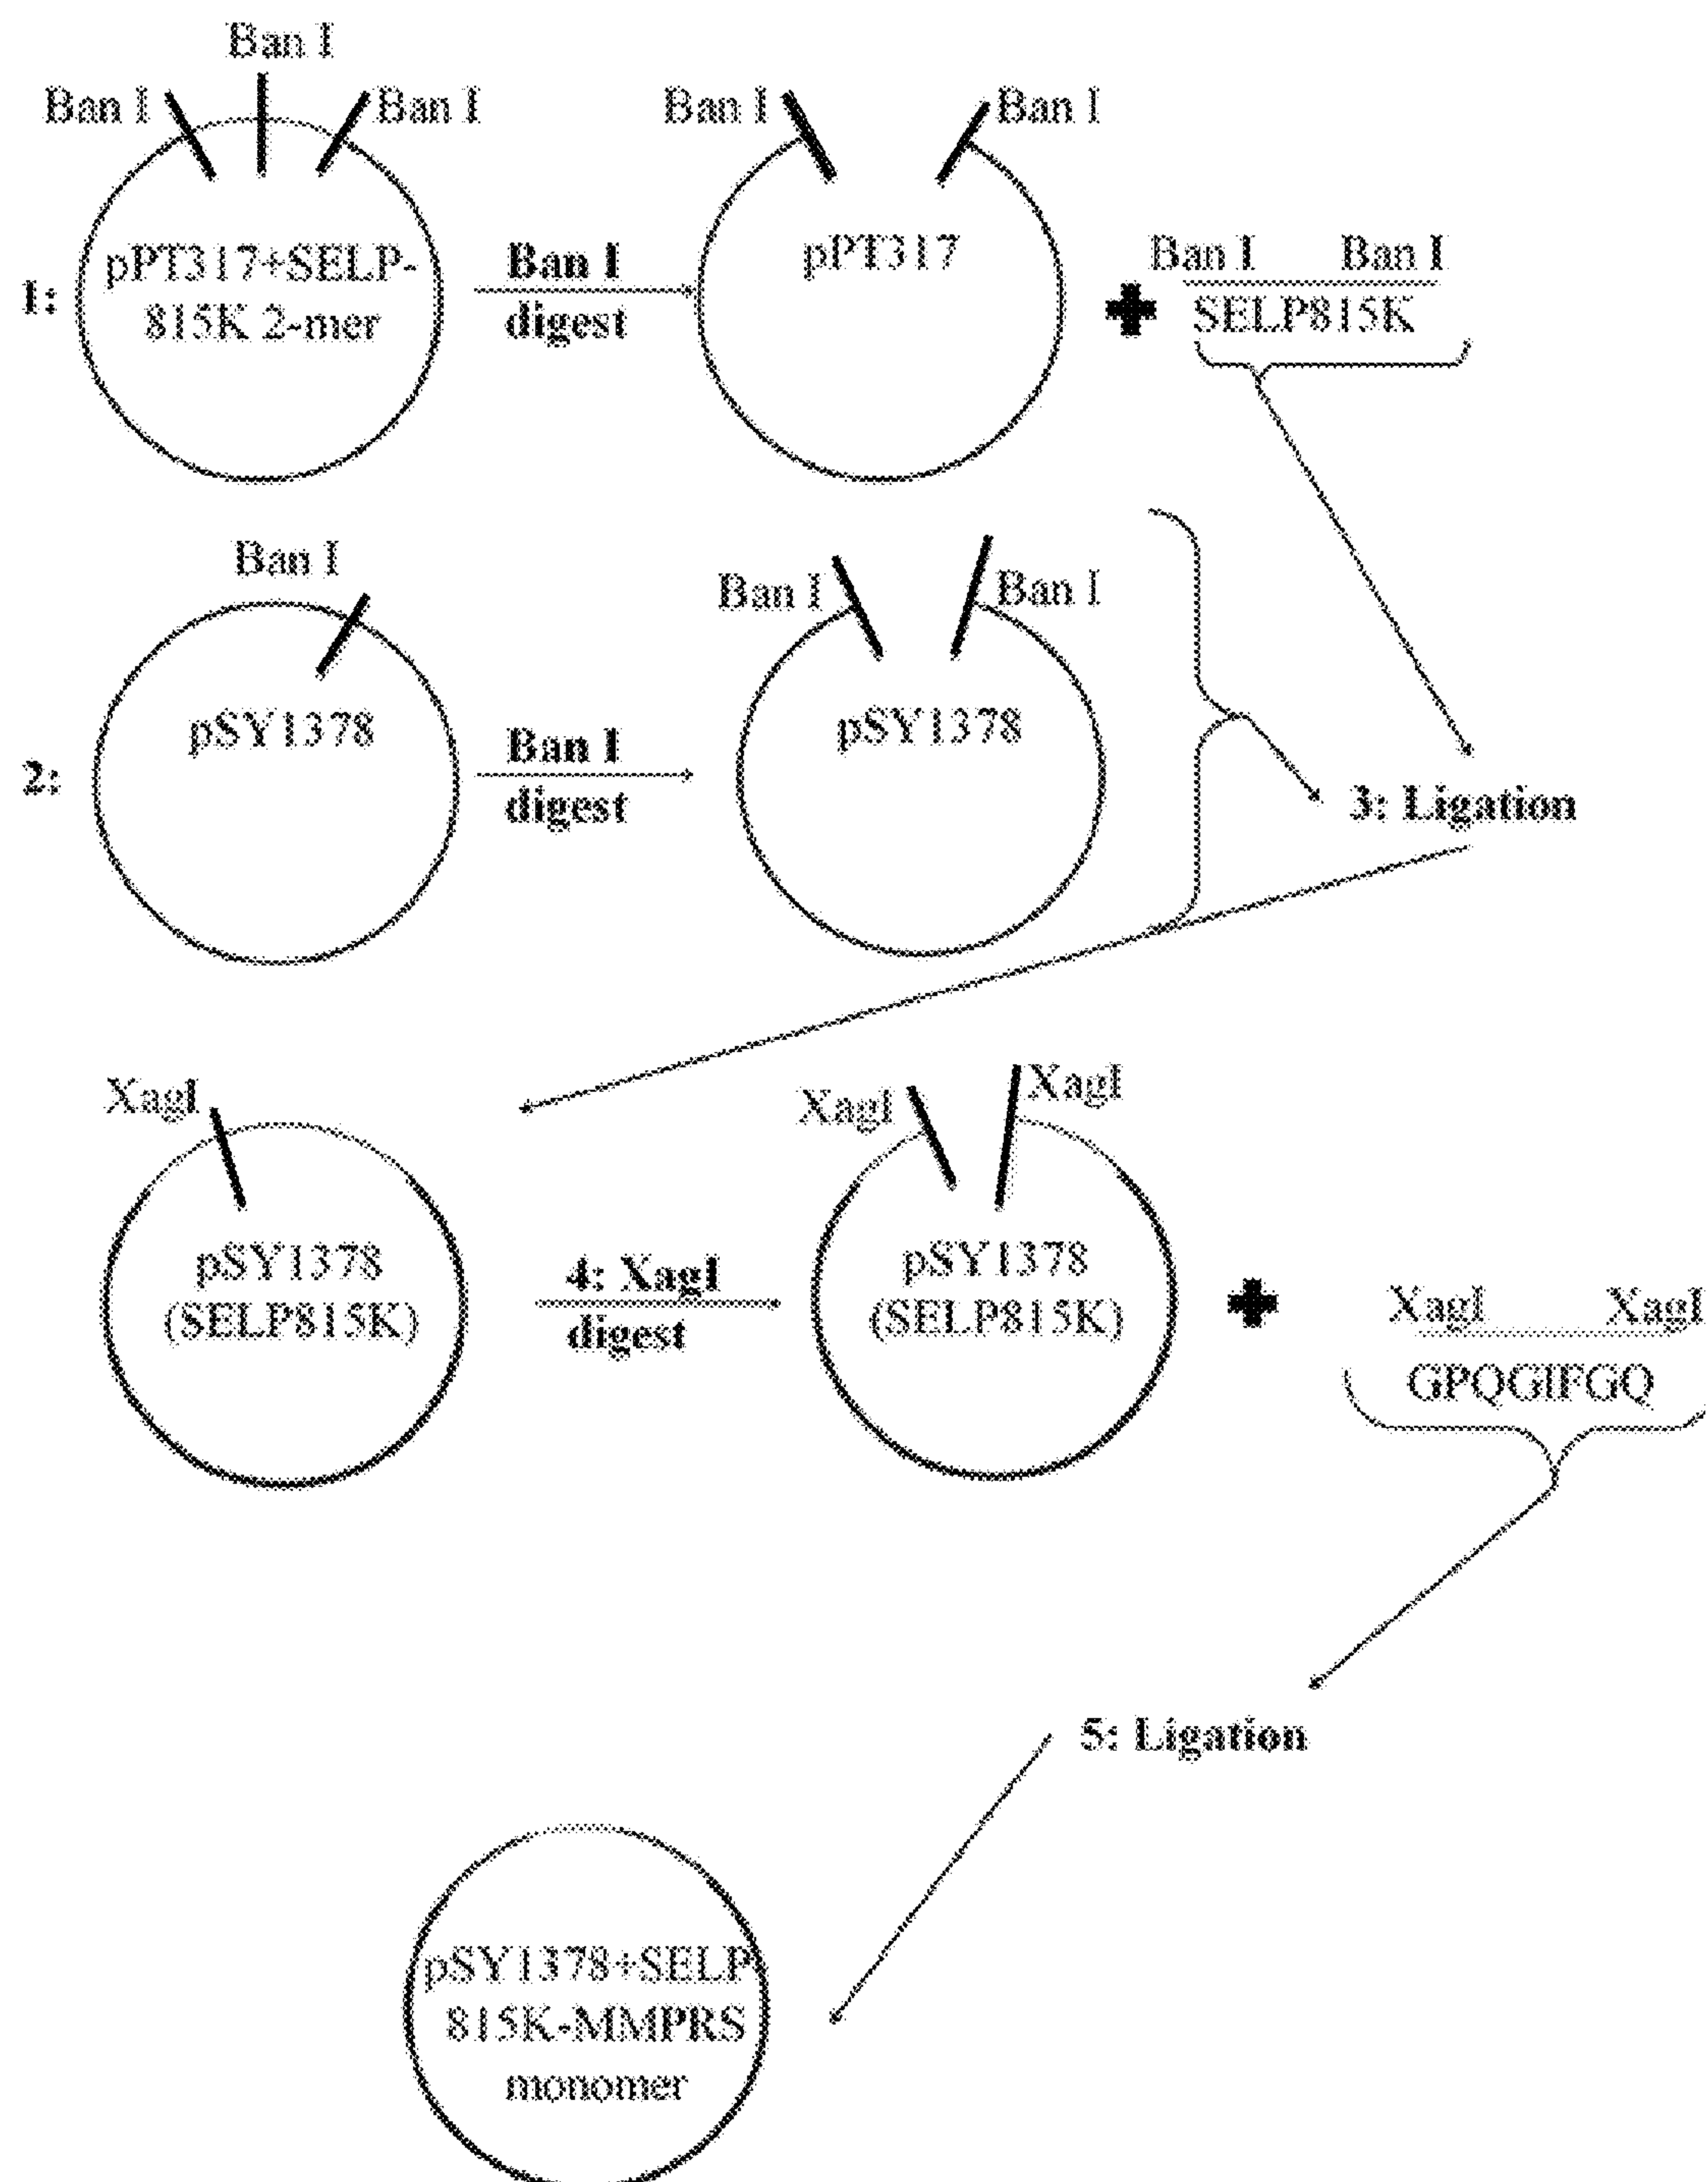 Ban I
Ban I
Ban I
Ban I
Ban I
1:
pPT317+SELP-
815K 2-mer
Ban I
digest
pPT317
Ban I
Ban I
SELP815K
Ban I
Ban I
Ban I
2:
pSY1378
Ban I
digest
pSY1378
3: Ligation
XagI
XagI
XagI
pSY1378
(SELP815K)
4: XagI
digest
pSY1378
(SELP815K)
XagI
XagI
GPQGIFGQ
5: Ligation
pSY1378+SELP
815K-MMPRS
monomer